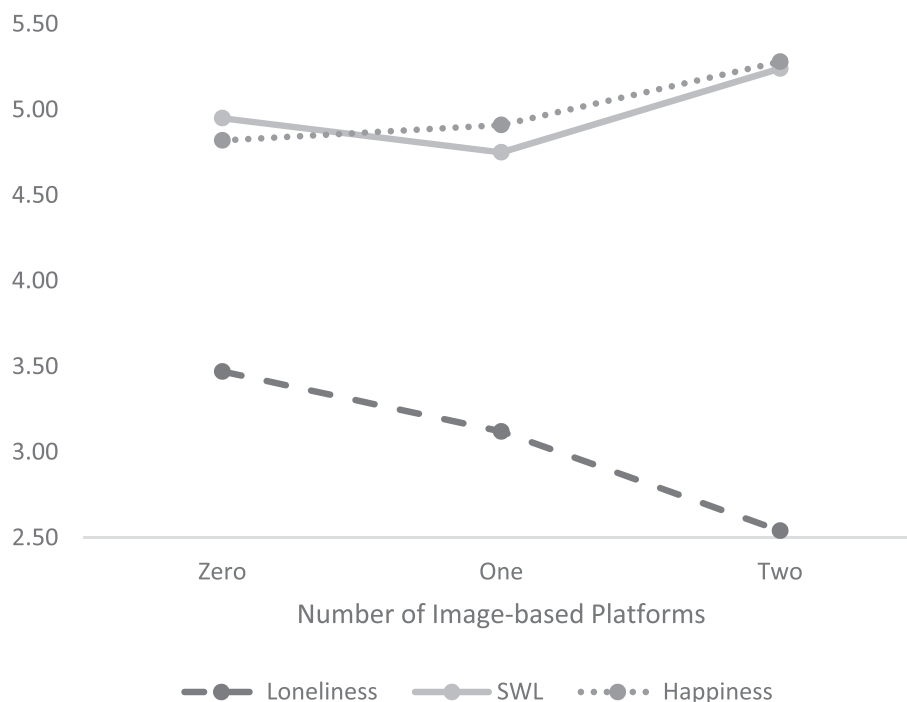 5.50
5.00
4.50
4.00
3.50
3.00
2.50
Zero One Two
Number of Image-based Platforms
Loneliness SWL Happiness